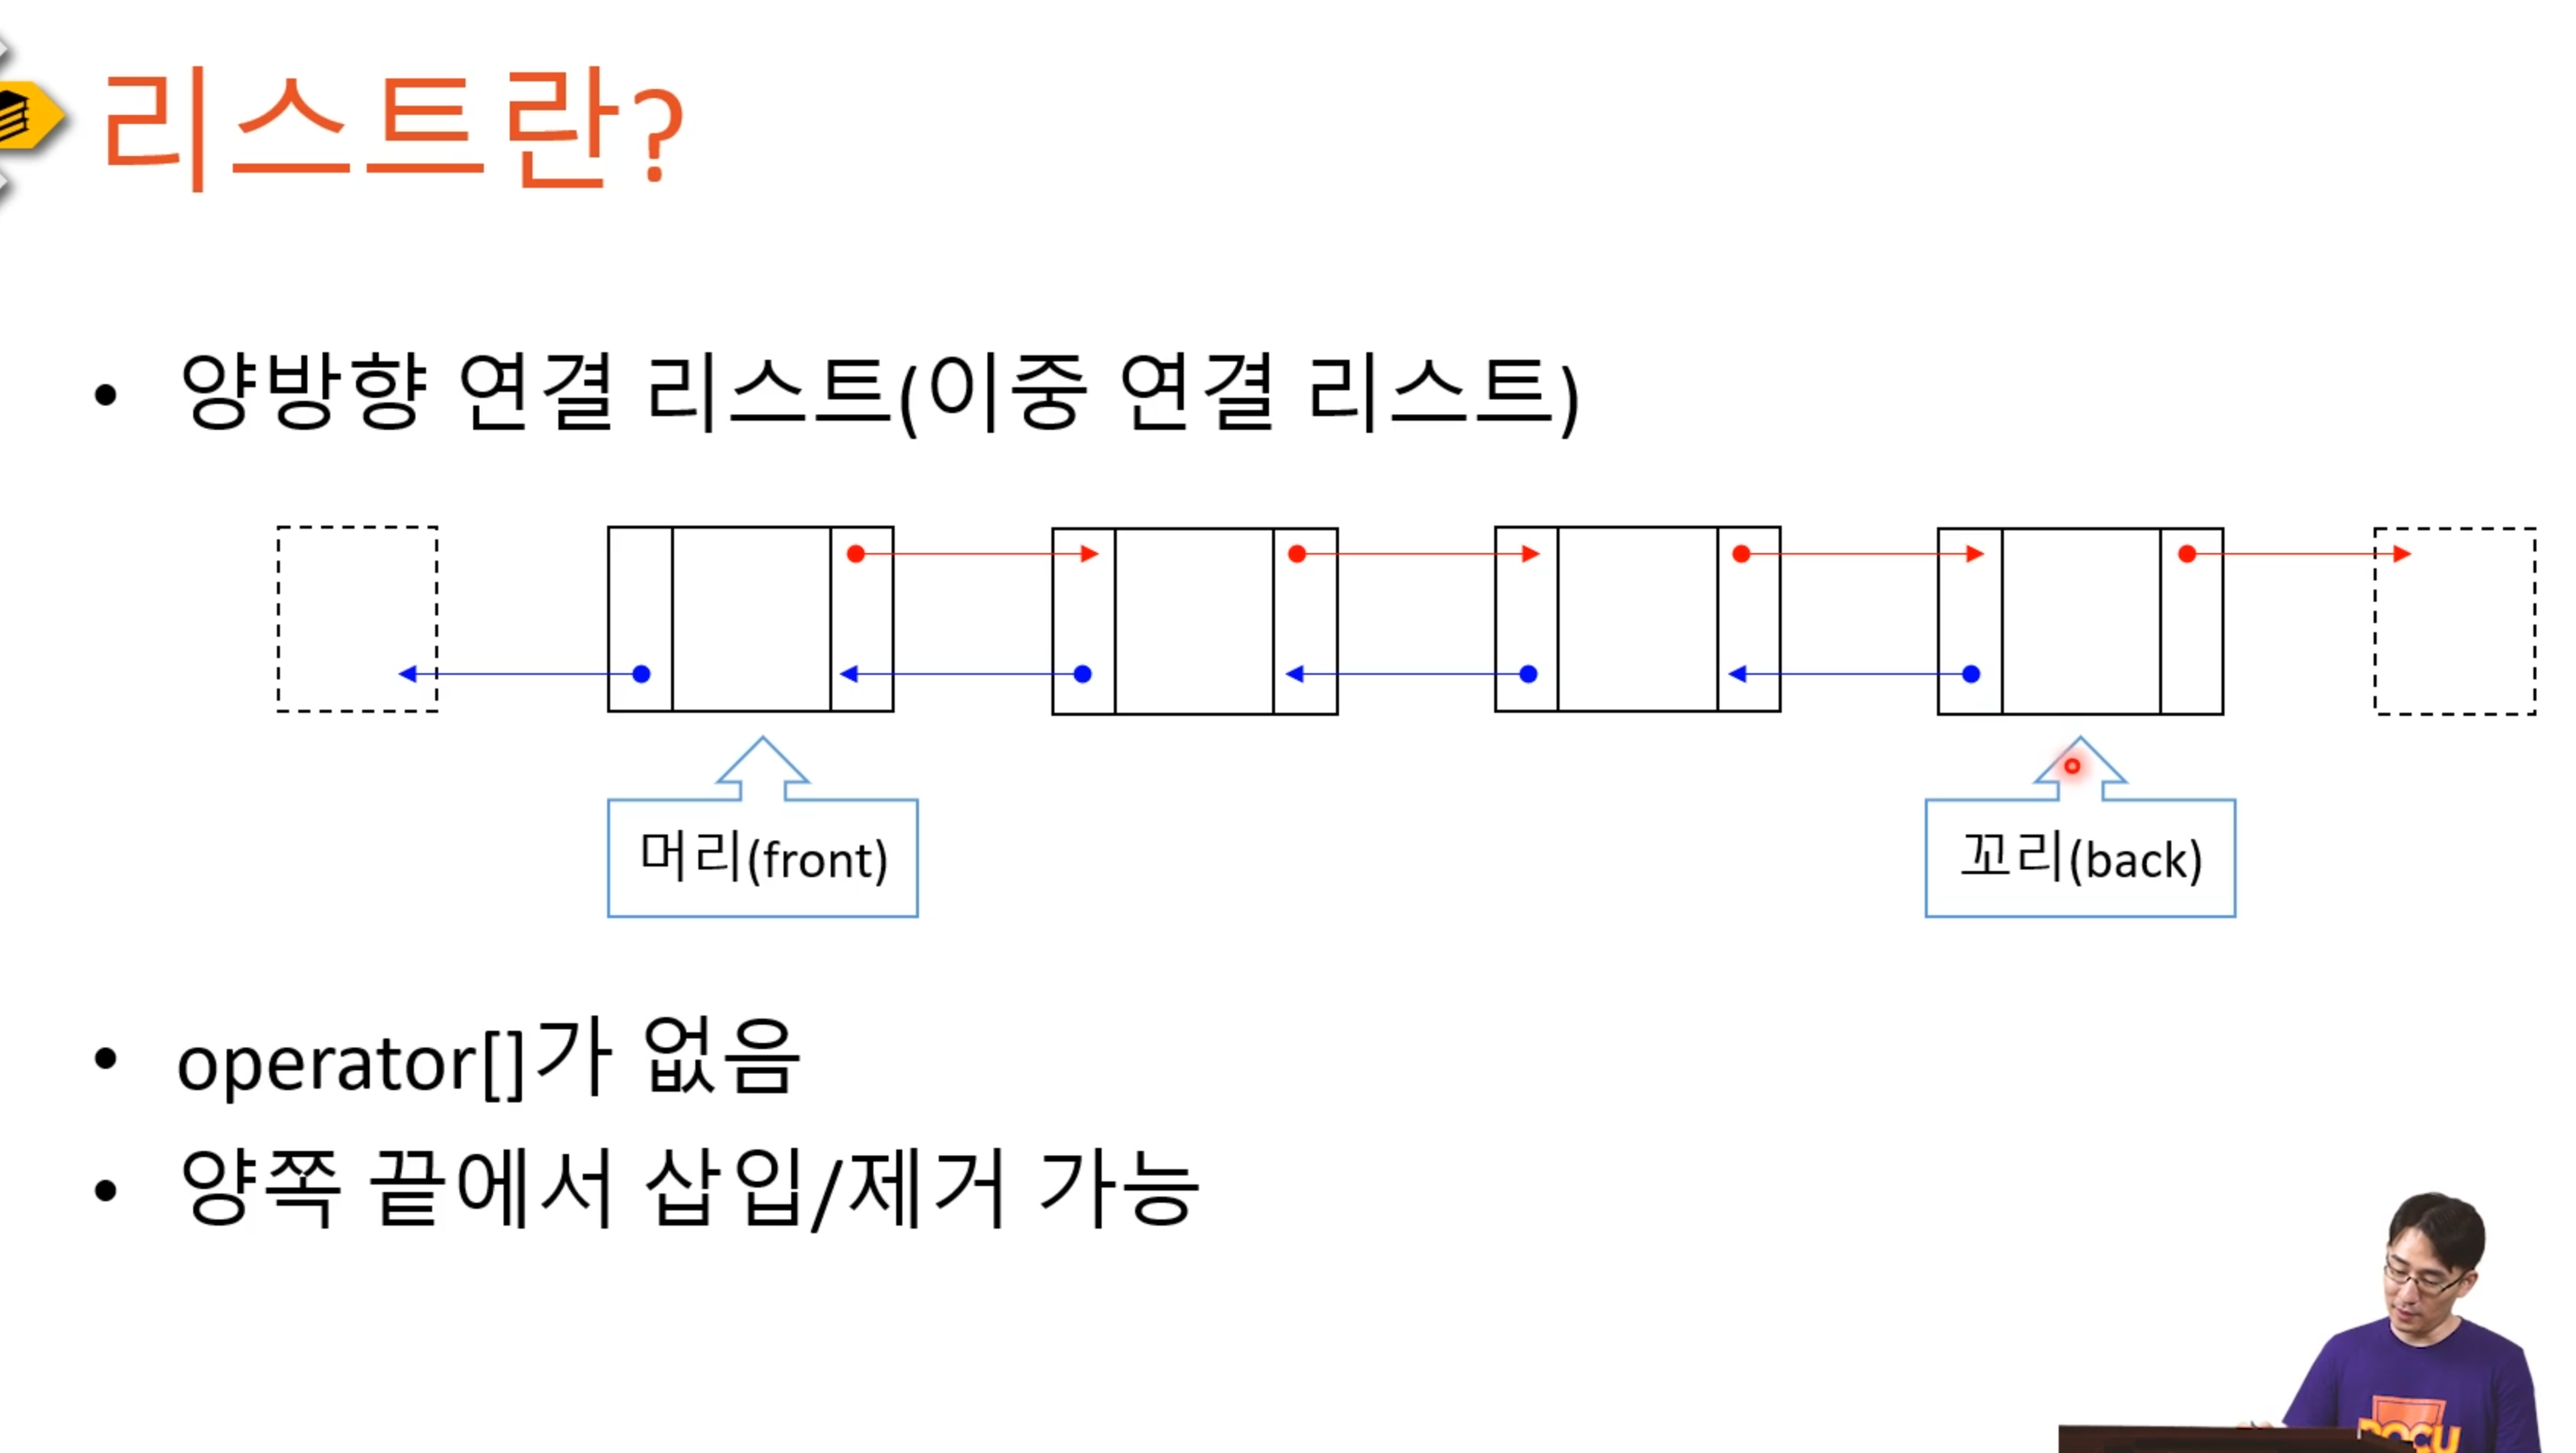 리스트란?
• 양방향 연결 리스트(이중 연결 리스트)
머리(front)
꼬리(back)
• operator[]가 없음
• 양쪽 끝에서 삽입/제거 가능